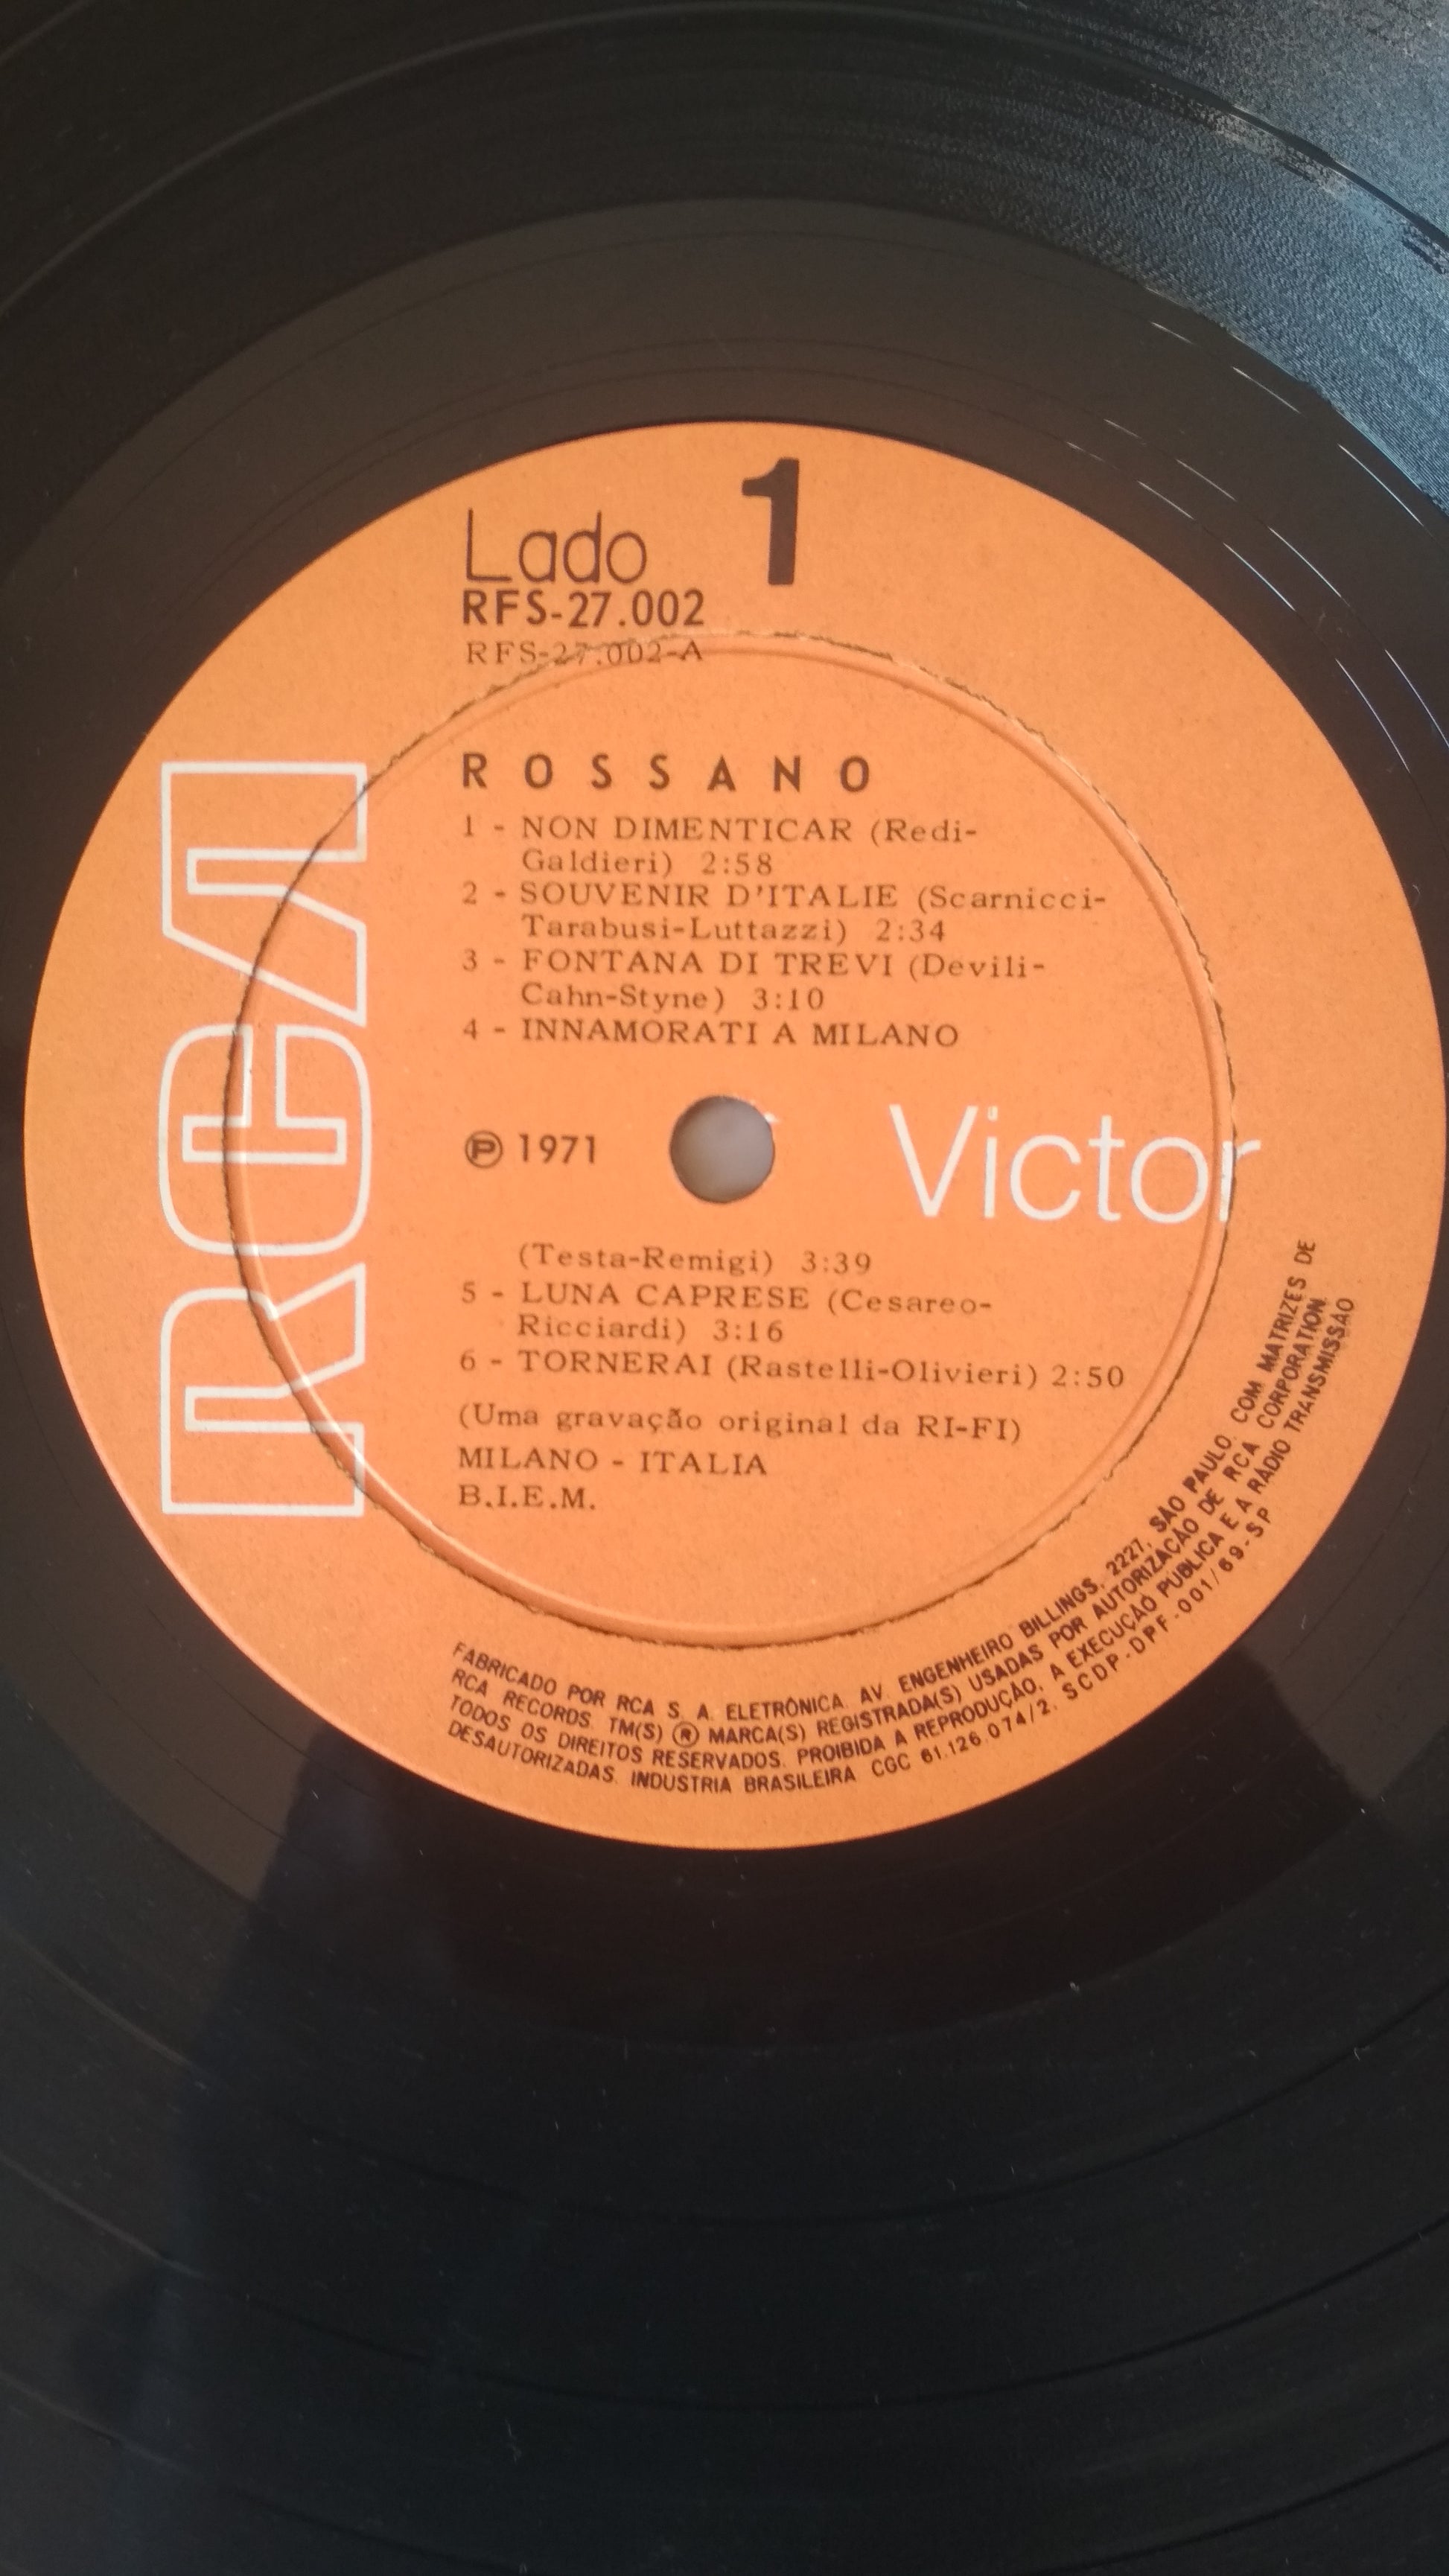 Lado 1
RFS-27.002
RFS-27.002-A
ROSSANO
1 - NON DIMENTICAR (Redi-
Galdieri) 2:58
2 - SOUVENIR D'ITALIE (Scarnicci-
Tarabusi-Luttazzi) 2:34
3 - FONTANA DI TREVI (Devili-
Cahn-Styne) 3:10
4 - INNAMORATI A MILANO
RCA
℗ 1971
Victor
(Testa-Remigi) 3:39
5 - LUNA CAPRESE (Cesareo-
Ricciardi) 3:16
6 - TORNERAI (Rastelli-Olivieri) 2:50
(Uma gravação original da RI-FI)
MILANO - ITALIA
B.I.E.M.
FABRICADO POR RCA S. A. ELETRÔNICA. AV. ENGENHEIRO BILLINGS, 2227, SÃO PAULO, COM MATRIZES DE
RCA RECORDS. TM(S) ® MARCA(S) REGISTRADA(S) USADAS POR AUTORIZAÇÃO DE RCA CORPORATION.
TODOS OS DIREITOS RESERVADOS. PROIBIDA A REPRODUÇÃO, A EXECUÇÃO PUBLICA E A RÁDIO TRANSMISSÃO
DESAUTORIZADAS. INDUSTRIA BRASILEIRA CGC 61.126.074/2. SCDP-DPF-001/69-SP